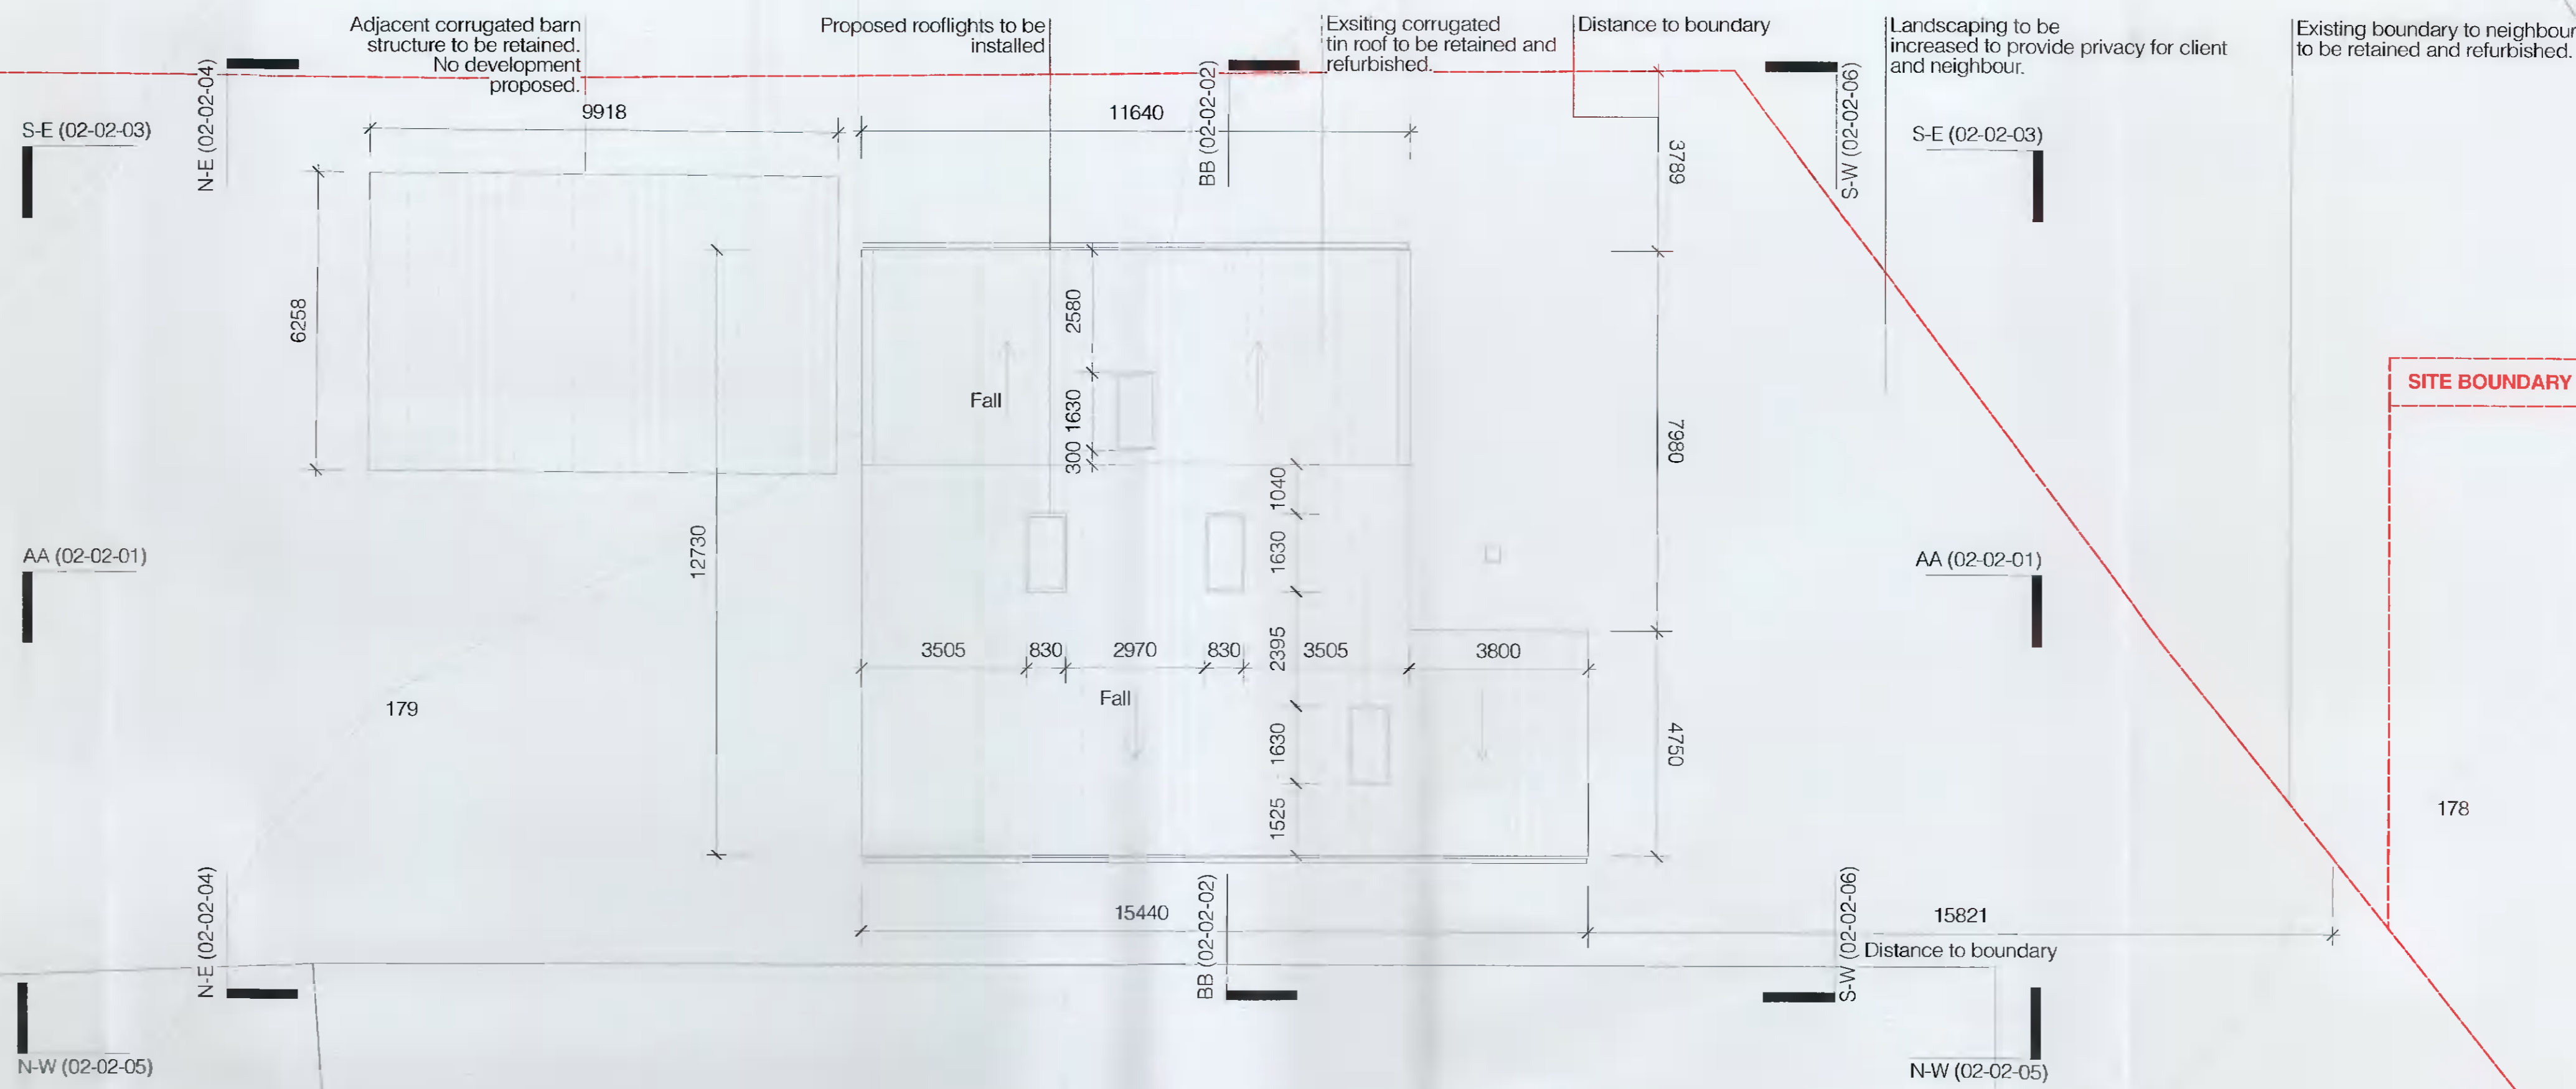 Adjacent corrugated barn
structure to be retained.
No development
proposed.
Proposed rooflights to be
installed
Exsiting corrugated
tin roof to be retained and
refurbished.
Distance to boundary
Landscaping to be
increased to provide privacy for client
and neighbour.
Existing boundary to neighbour
to be retained and refurbished.
N-E (02-02-04)
BB (02-02-02)
S-W (02-02-06)
S-E (02-02-03)
S-E (02-02-03)
9918
11640
3789
6258
2580
Fall
1630
300
7980
SITE BOUNDARY
1040
12730
1630
AA (02-02-01)
AA (02-02-01)
3505
830
2970
830
2395
3505
3800
Fall
179
1630
4750
1525
178
N-E (02-02-04)
15440
BB (02-02-02)
S-W (02-02-06)
15821
Distance to boundary
N-W (02-02-05)
N-W (02-02-05)